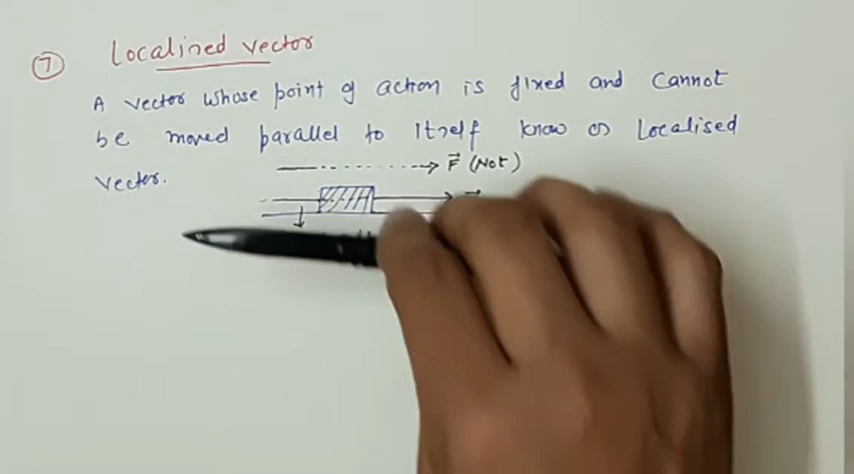 7 Localized vector
A vector whose point of action is fixed and cannot
be moved parallel to itself know as localised
vector.
F (Not)